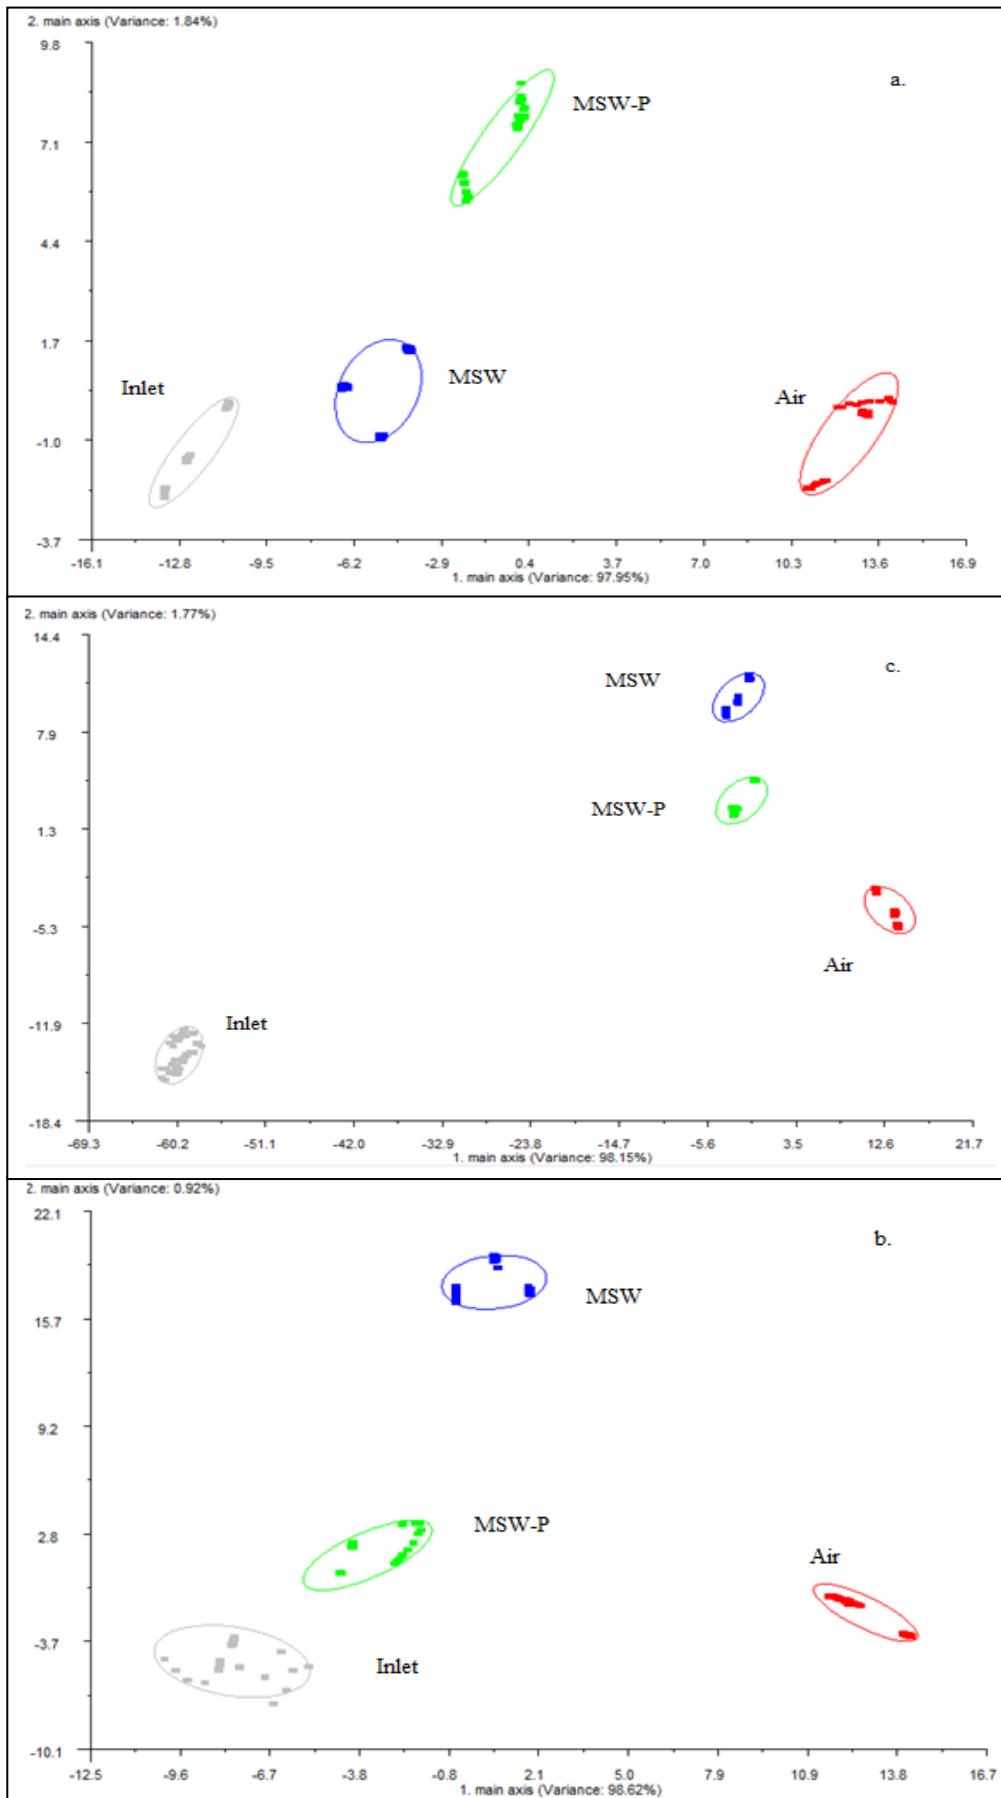 2. main axis (Variance: 1.84%)
9.8
a.
MSW-P
7.1
4.4
1.7
Inlet
MSW
Air
-1.0
-3.7
-16.1 -12.8 -9.5 -6.2 -2.9 0.4 3.7 7.0 10.3 13.6 16.9
1. main axis (Variance: 97.95%)
2. main axis (Variance: 1.77%)
14.4
c.
MSW
7.9
MSW-P
1.3
-5.3
Air
-11.9
Inlet
-18.4
-69.3 -60.2 -51.1 -42.0 -32.9 -23.8 -14.7 -5.6 3.5 12.6 21.7
1. main axis (Variance: 98.15%)
2. main axis (Variance: 0.92%)
22.1
b.
MSW
15.7
9.2
MSW-P
2.8
Air
-3.7
Inlet
-10.1
-12.5 -9.6 -6.7 -3.8 -0.8 2.1 5.0 7.9 10.9 13.8 16.7
1. main axis (Variance: 98.62%)